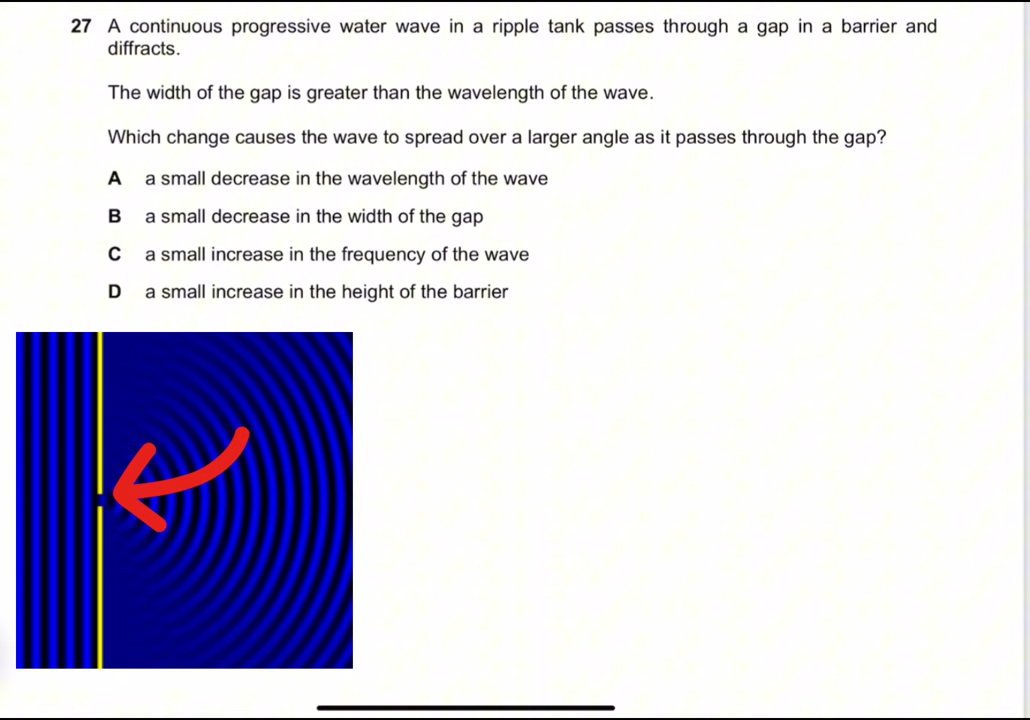 27 A continuous progressive water wave in a ripple tank passes through a gap in a barrier and
diffracts.
The width of the gap is greater than the wavelength of the wave.
Which change causes the wave to spread over a larger angle as it passes through the gap?
A a small decrease in the wavelength of the wave
B a small decrease in the width of the gap
C a small increase in the frequency of the wave
D a small increase in the height of the barrier